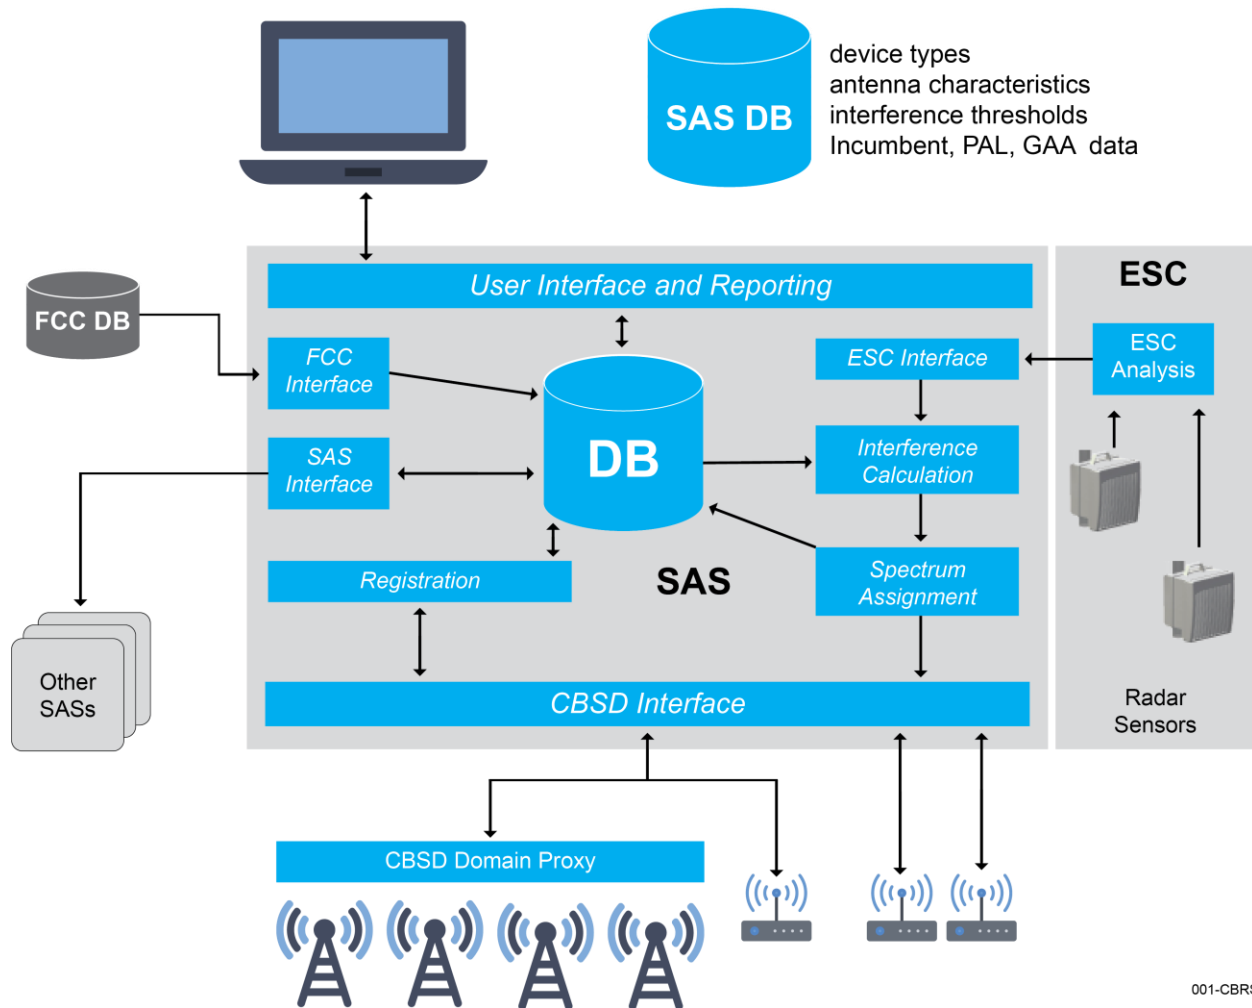 SAS DB
device types
antenna characteristics
interference thresholds
Incumbent, PAL, GAA data
User Interface and Reporting
ESC
FCC DB
FCC
Interface
ESC Interface
ESC
Analysis
SAS
Interface
DB
Interference
Calculation
Registration
SAS
Spectrum
Assignment
Other
SASs
CBSD Interface
Radar
Sensors
CBSD Domain Proxy